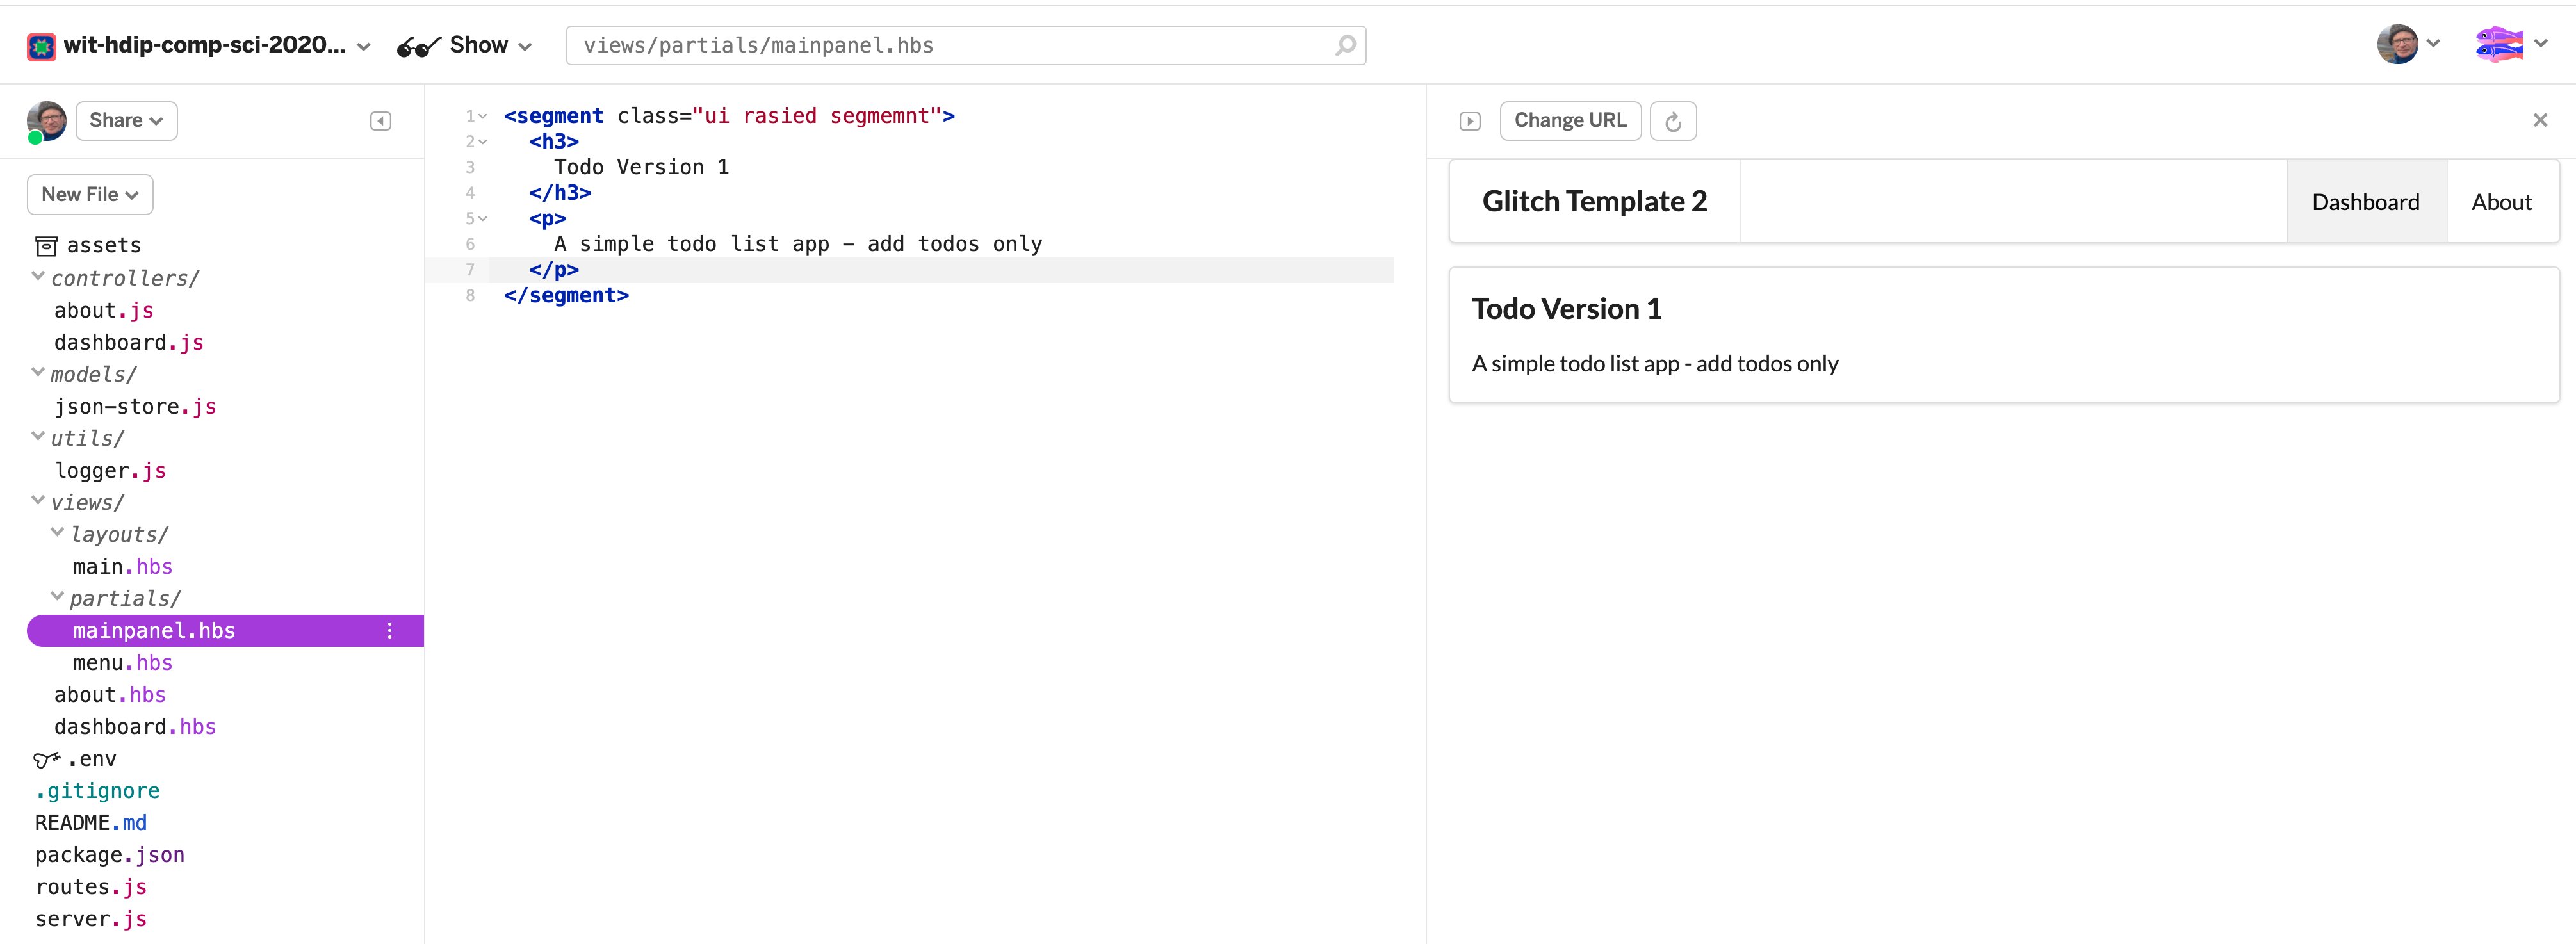 wit-hdip-comp-sci-2020... Show views/partials/mainpanel.hbs
Share
New File
assets
controllers/
about.js
dashboard.js
models/
json-store.js
utils/
logger.js
views/
layouts/
main.hbs
partials/
mainpanel.hbs
menu.hbs
about.hbs
dashboard.hbs
.env
.gitignore
README.md
package.json
routes.js
server.js
1 <segment class="ui rasied segmemnt">
2 <h3>
3 Todo Version 1
4 </h3>
5 <p>
6 A simple todo list app - add todos only
7 </p>
8 </segment>
Change URL
Glitch Template 2 Dashboard About
Todo Version 1
A simple todo list app - add todos only